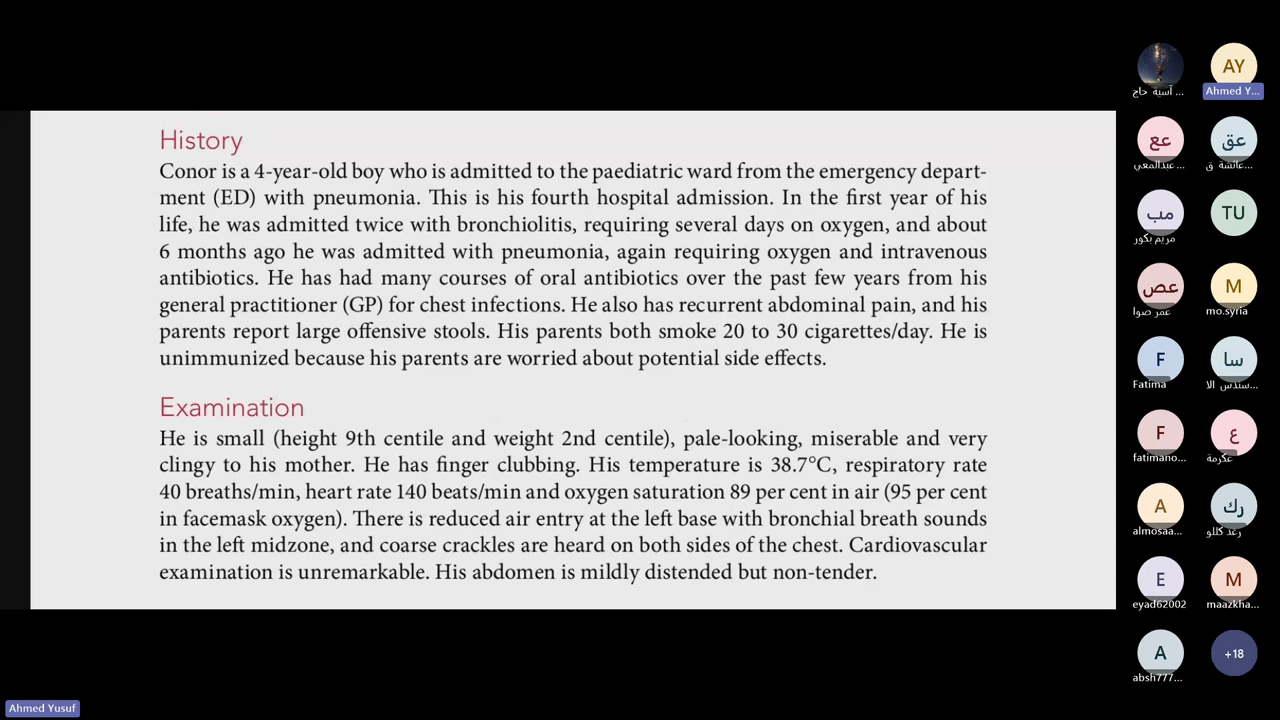 History
Conor is a 4-year-old boy who is admitted to the paediatric ward from the emergency depart-
ment (ED) with pneumonia. This is his fourth hospital admission. In the first year of his
life, he was admitted twice with bronchiolitis, requiring several days on oxygen, and about
6 months ago he was admitted with pneumonia, again requiring oxygen and intravenous
antibiotics. He has had many courses of oral antibiotics over the past few years from his
general practitioner (GP) for chest infections. He also has recurrent abdominal pain, and his
parents report large offensive stools. His parents both smoke 20 to 30 cigarettes/day. He is
unimmunized because his parents are worried about potential side effects.
Examination
He is small (height 9th centile and weight 2nd centile), pale-looking, miserable and very
clingy to his mother. He has finger clubbing. His temperature is 38.7°C, respiratory rate
40 breaths/min, heart rate 140 beats/min and oxygen saturation 89 per cent in air (95 per cent
in facemask oxygen). There is reduced air entry at the left base with bronchial breath sounds
in the left midzone, and coarse crackles are heard on both sides of the chest. Cardiovascular
examination is unremarkable. His abdomen is mildly distended but non-tender.
آسية حاج ...
AY
Ahmed Y...
عع
عبدالمعي...
عق
عائشة ق...
مب
مريم بكور
TU
عص
عمر صوا
M
mo.syria
F
Fatima
سا
سندس الا...
F
fatimano...
ع
عكرمة
A
almosaa...
رك
رغد كللو
E
eyad62002
M
maazkha...
A
absh777...
+18
Ahmed Yusuf